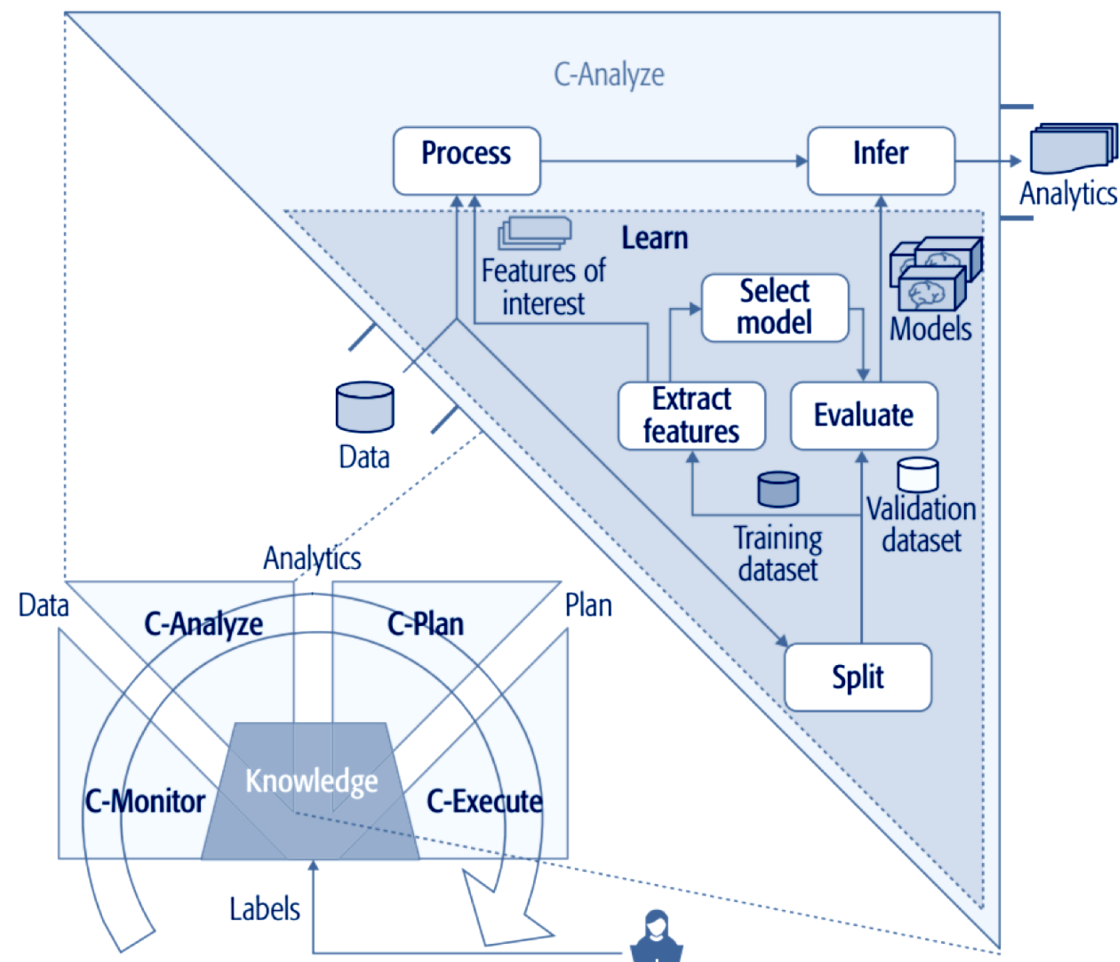 C-Analyze
Process
Infer
Analytics
Learn
Features of
interest
Select
model
Models
Extract
features
Evaluate
Data
Training
dataset
Validation
dataset
Split
Analytics
Data
C-Analyze
C-Plan
Plan
Knowledge
C-Monitor
C-Execute
Labels